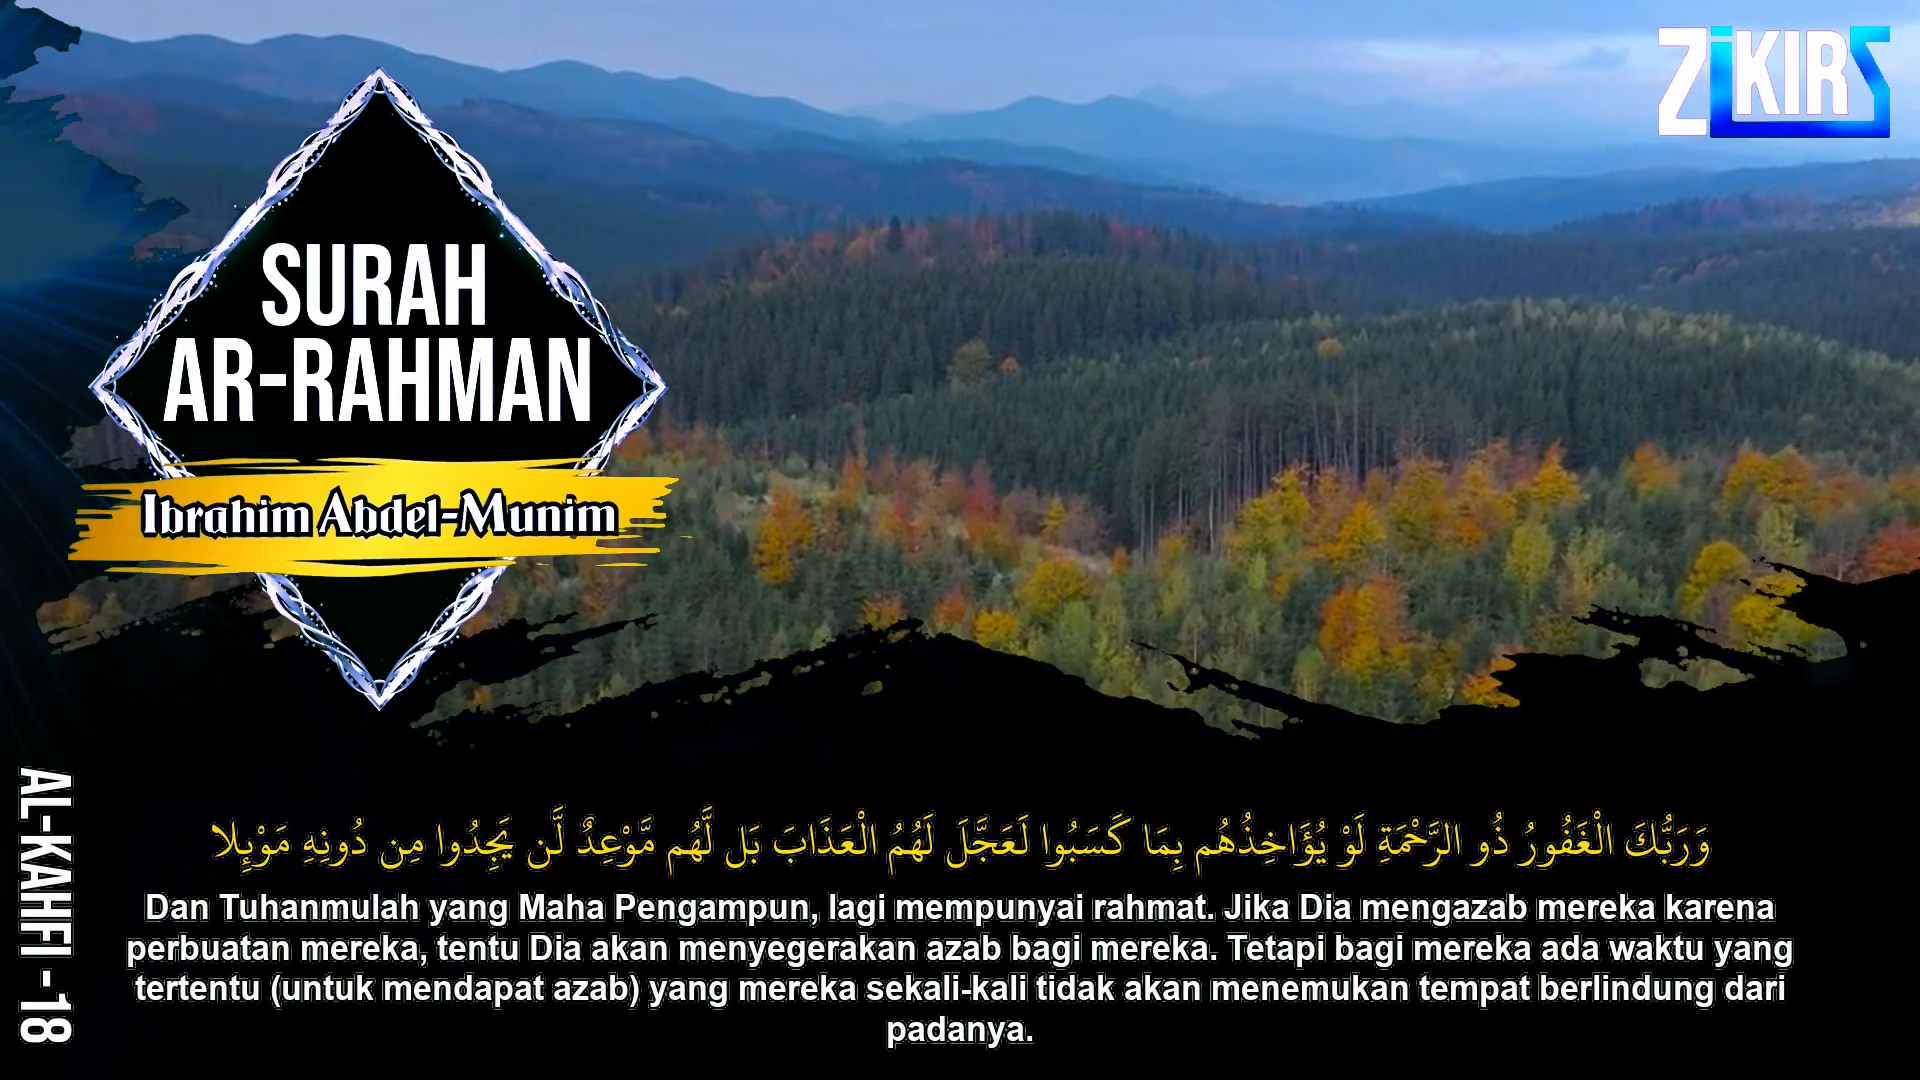 ZiKIRS
SURAH
AR-RAHMAN
Ibrahim Abdel-Munim
AL-KAHFI - 18
وَرَبُّكَ الْغَفُورُ ذُو الرَّحْمَةِ لَوْ يُؤَاخِذُهُم بِمَا كَسَبُوا لَعَجَّلَ لَهُمُ الْعَذَابَ بَل لَّهُم مَّوْعِدٌ لَّن يَجِدُوا مِن دُونِهِ مَوْئِلا
Dan Tuhanmulah yang Maha Pengampun, lagi mempunyai rahmat. Jika Dia mengazab mereka karena
perbuatan mereka, tentu Dia akan menyegerakan azab bagi mereka. Tetapi bagi mereka ada waktu yang
tertentu (untuk mendapat azab) yang mereka sekali-kali tidak akan menemukan tempat berlindung dari
padanya.